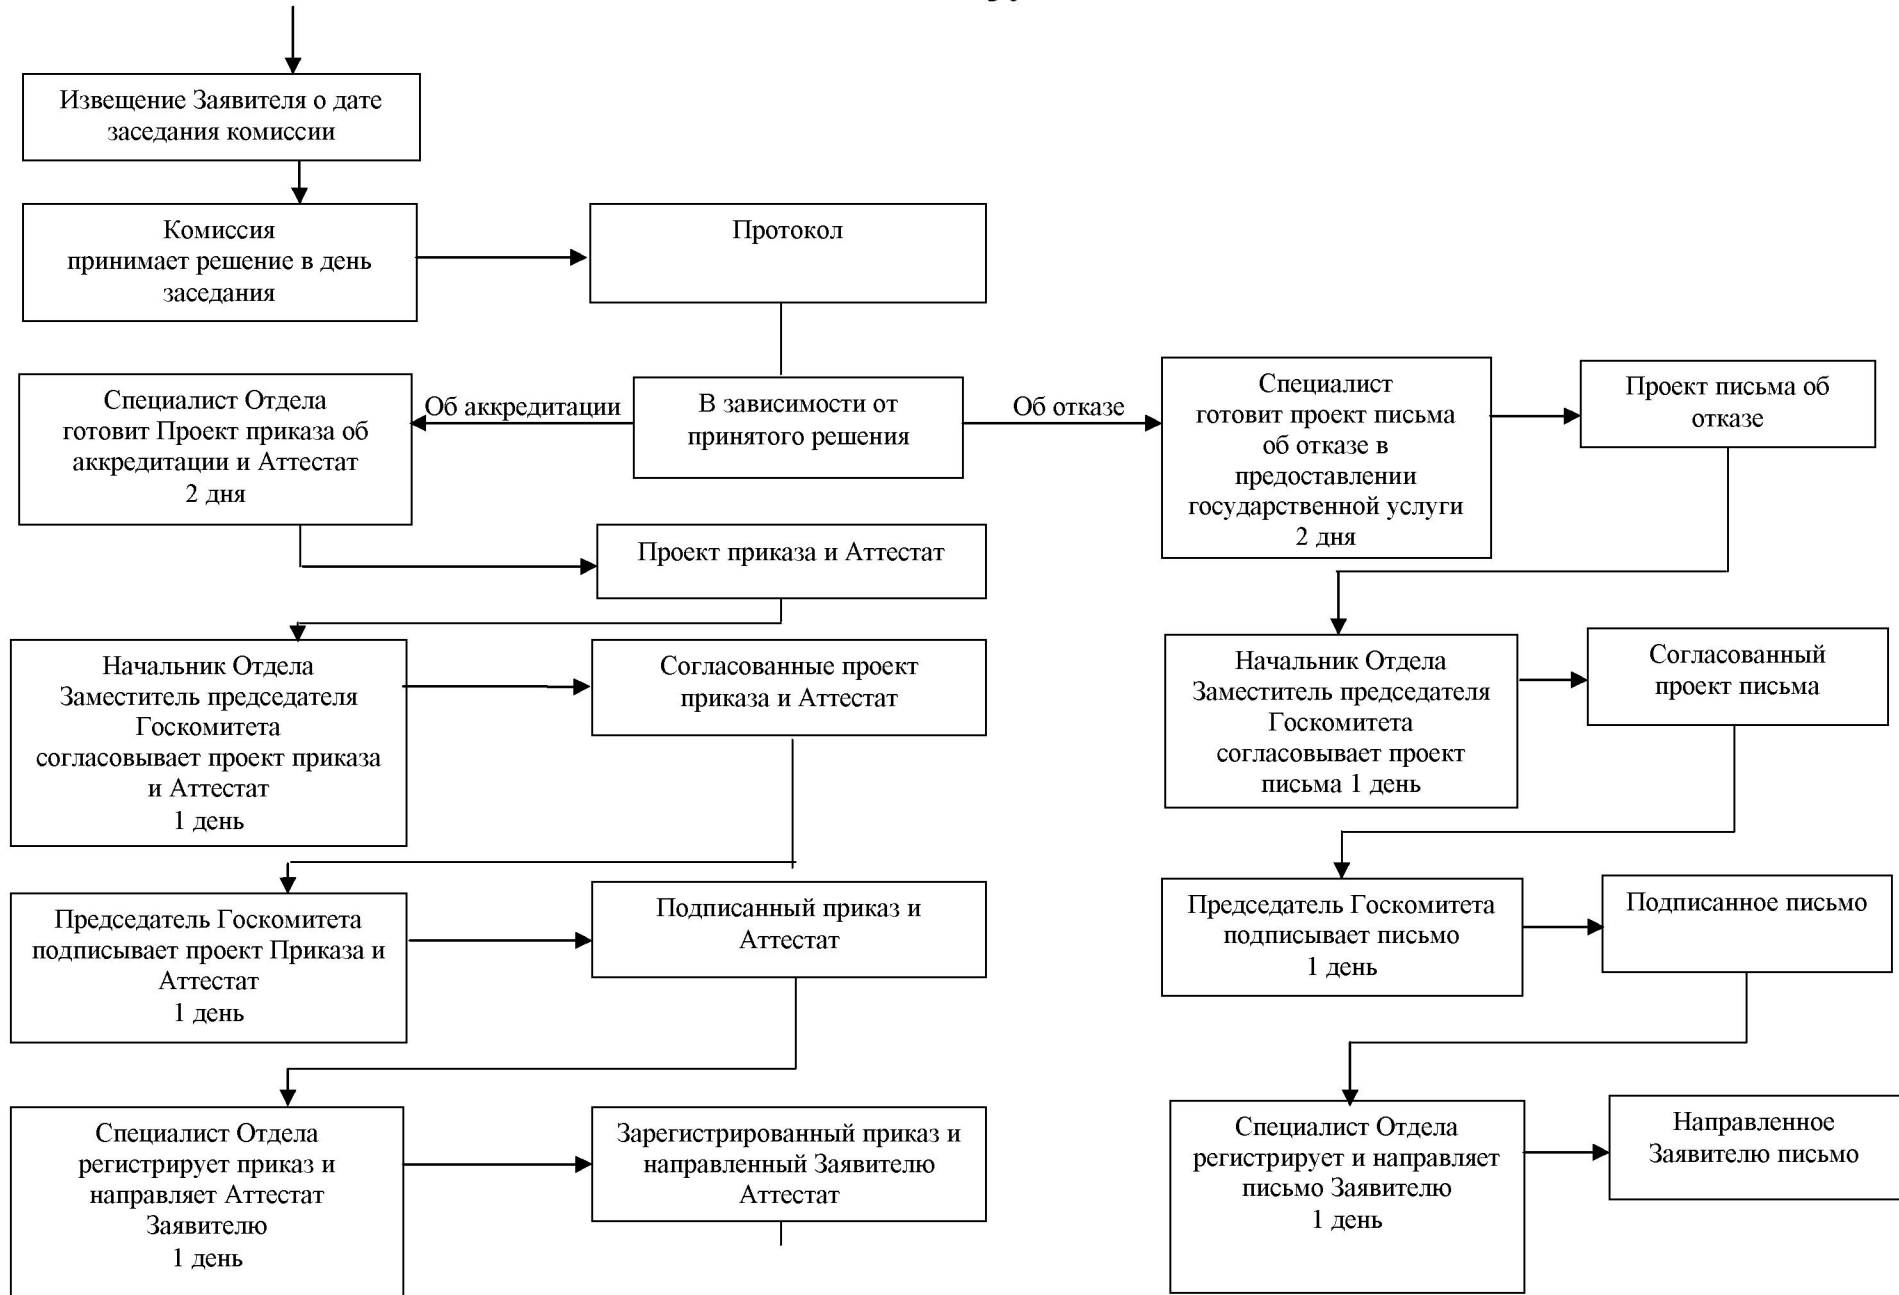 Извещение Заявителя о дате
заседания комиссии
Комиссия
принимает решение в день
заседания
Протокол
Специалист Отдела
готовит Проект приказа об
аккредитации и Аттестат
2 дня
Об аккредитации
В зависимости от
принятого решения
Об отказе
Специалист
готовит проект письма
об отказе в
предоставлении
государственной услуги
2 дня
Проект письма об
отказе
Проект приказа и Аттестат
Начальник Отдела
Заместитель председателя
Госкомитета
согласовывает проект приказа
и Аттестат
1 день
Согласованные проект
приказа и Аттестат
Начальник Отдела
Заместитель председателя
Госкомитета
согласовывает проект
письма 1 день
Согласованный
проект письма
Председатель Госкомитета
подписывает проект Приказа и
Аттестат
1 день
Подписанный приказ и
Аттестат
Председатель Госкомитета
подписывает письмо
1 день
Подписанное письмо
Специалист Отдела
регистрирует приказ и
направляет Аттестат
Заявителю
1 день
Зарегистрированный приказ и
направленный Заявителю
Аттестат
Специалист Отдела
регистрирует и направляет
письмо Заявителю
1 день
Направленное
Заявителю письмо